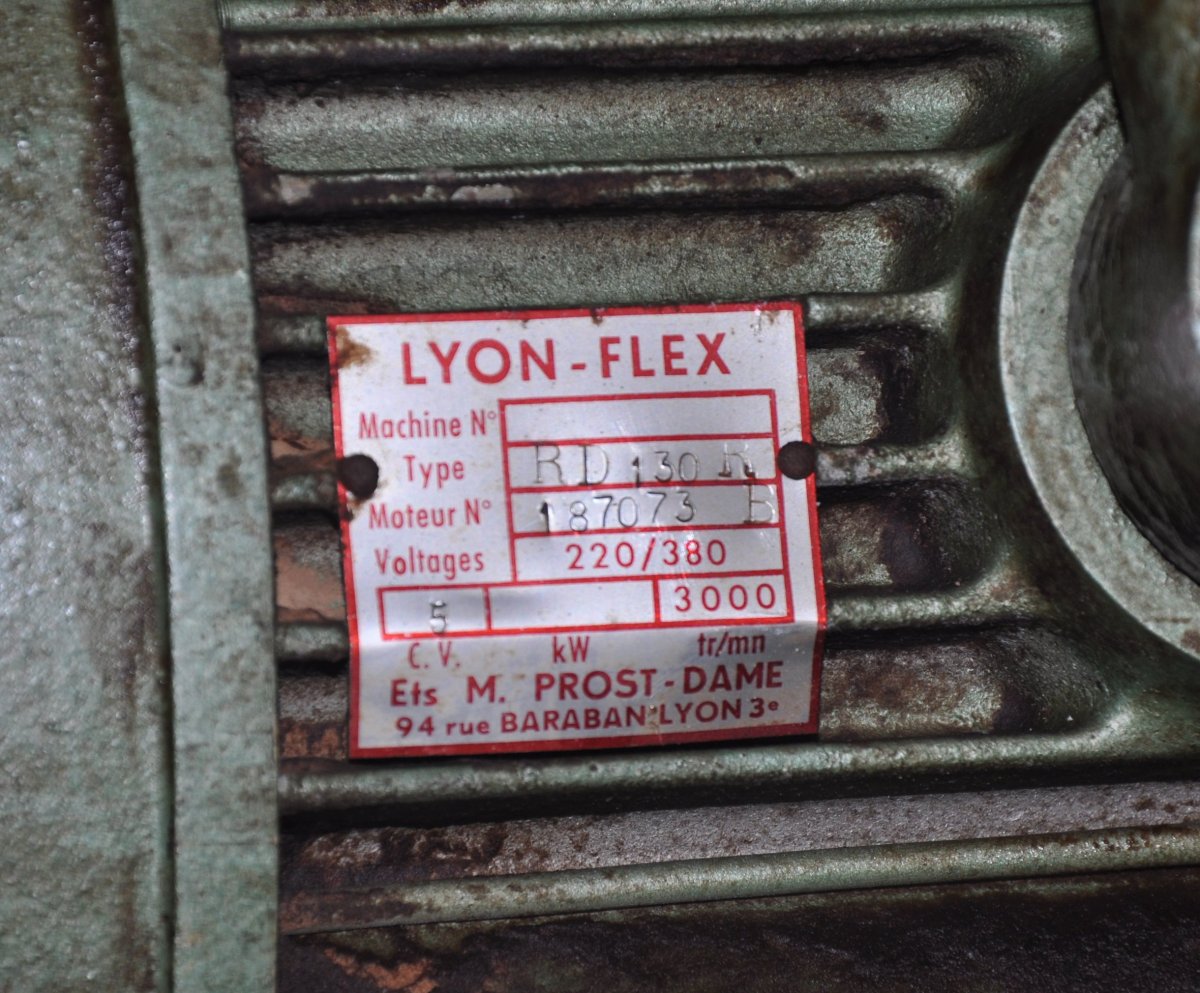 LYON-FLEX
Machine N°
Type RD 130 R
Moteur N° 187073 B
Voltages 220/380
5 3000
C. V. kW tr/mn
Ets M. PROST-DAME
94 rue BARABAN LYON 3e